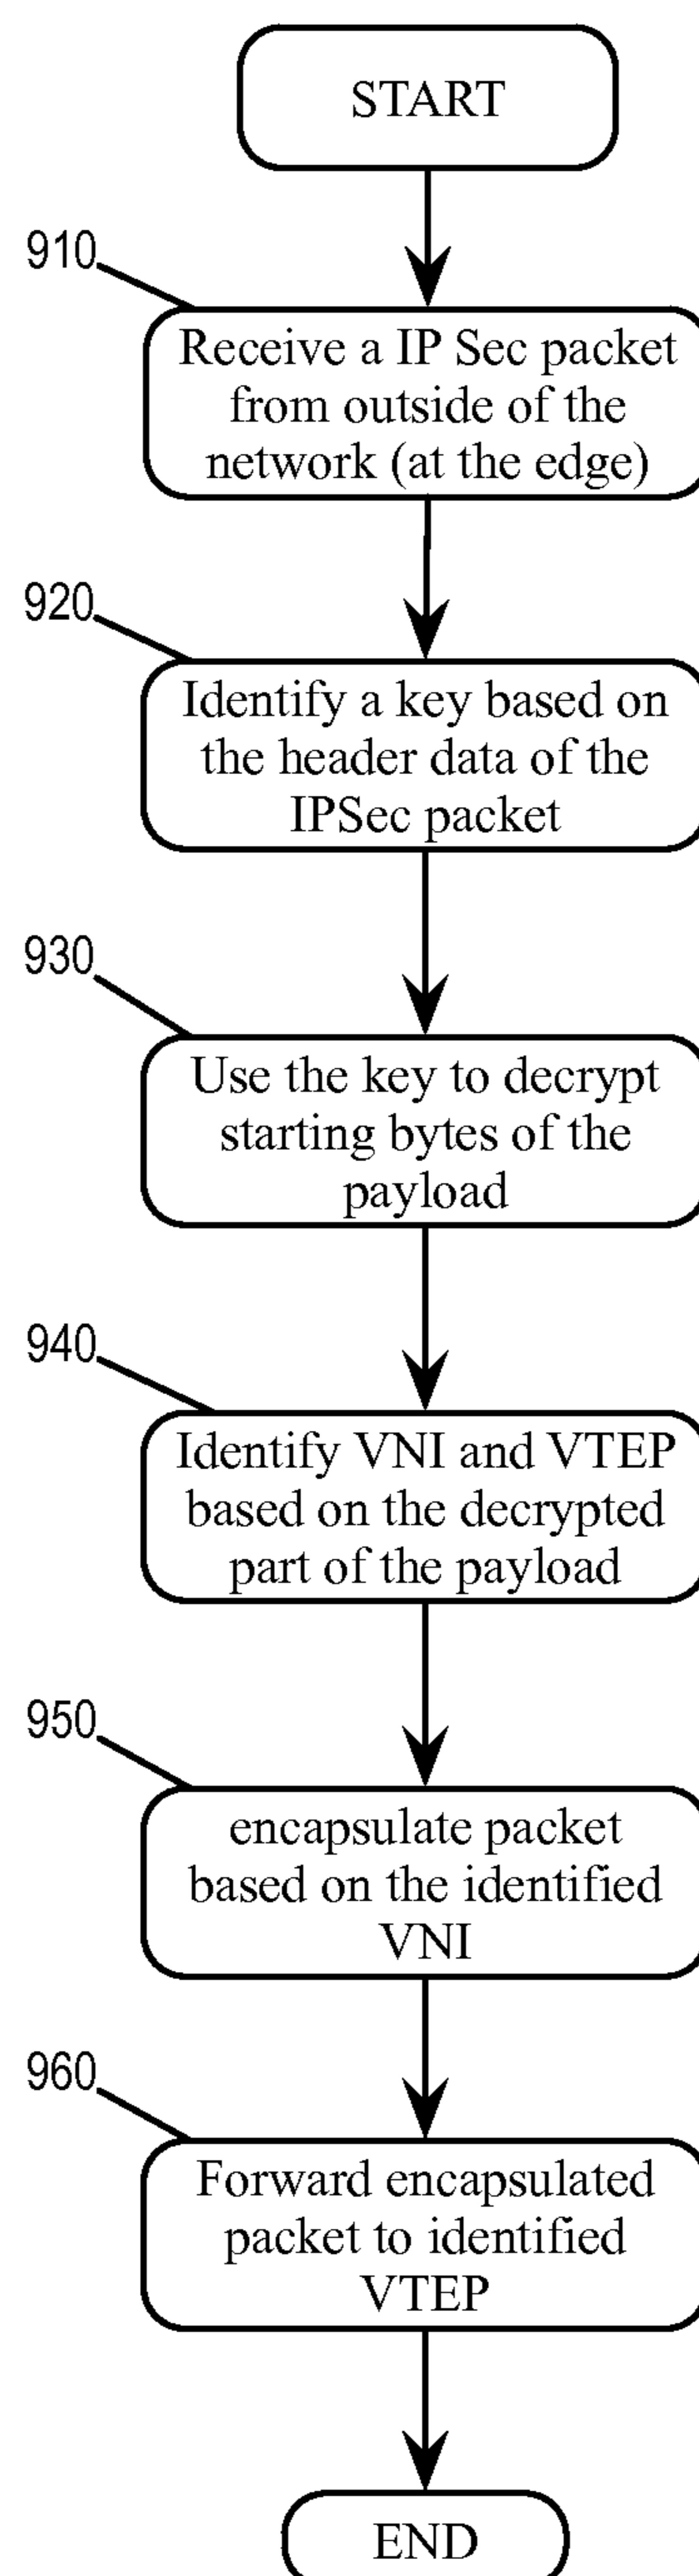 START
910
Receive a IP Sec packet
from outside of the
network (at the edge)
920
Identify a key based on
the header data of the
IPSec packet
930
Use the key to decrypt
starting bytes of the
payload
940
Identify VNI and VTEP
based on the decrypted
part of the payload
950
encapsulate packet
based on the identified
VNI
960
Forward encapsulated
packet to identified
VTEP
END